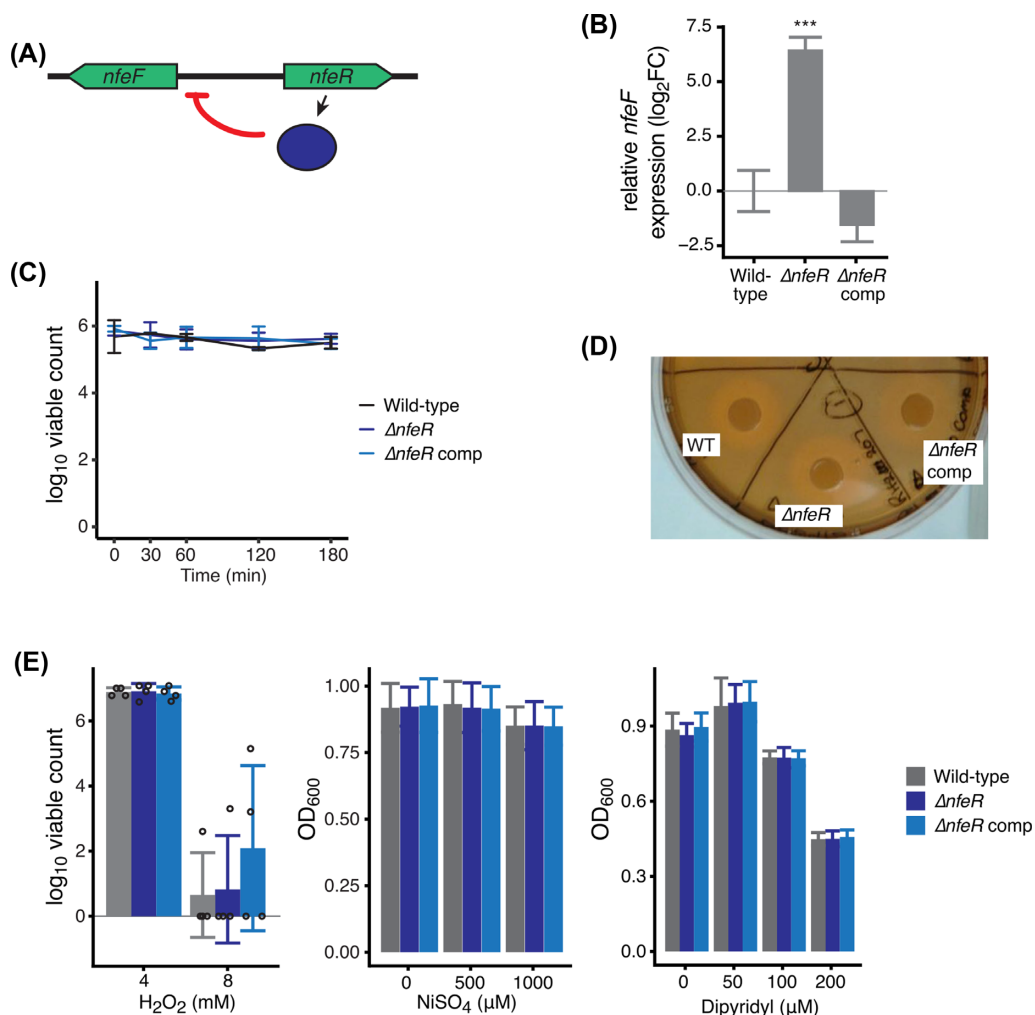 (A)
nfeF
nfeR
(B)
relative nfeF
expression (log₂FC)
7.5
5.0
2.5
0.0
−2.5
***
Wild-
type
ΔnfeR
ΔnfeR
comp
(C)
log₁₀ viable count
6
4
2
0
0
30
60
120
180
Time (min)
Wild-type
ΔnfeR
ΔnfeR comp
(D)
WT
ΔnfeR
ΔnfeR
comp
1
comp
(E)
log₁₀ viable count
6
4
2
0
4
8
H₂O₂ (mM)
OD₆₀₀
1.00
0.75
0.50
0.25
0.00
0
500
1000
NiSO₄ (μM)
OD₆₀₀
0.9
0.6
0.3
0.0
0
50
100
200
Dipyridyl (μM)
Wild-type
ΔnfeR
ΔnfeR comp